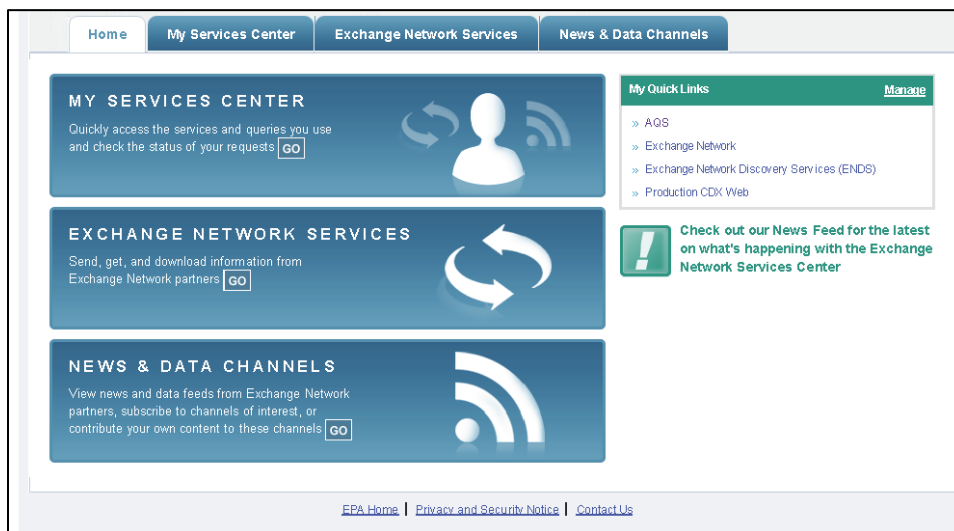 Home
My Services Center
Exchange Network Services
News & Data Channels
MY SERVICES CENTER
Quickly access the services and queries you use
and check the status of your requests GO
EXCHANGE NETWORK SERVICES
Send, get, and download information from
Exchange Network partners GO
NEWS & DATA CHANNELS
View news and data feeds from Exchange Network
partners, subscribe to channels of interest, or
contribute your own content to these channels GO
My Quick Links Manage
» AQS
» Exchange Network
» Exchange Network Discovery Services (ENDS)
» Production CDX Web
Check out our News Feed for the latest
on what's happening with the Exchange
Network Services Center
EPA Home | Privacy and Security Notice | Contact Us